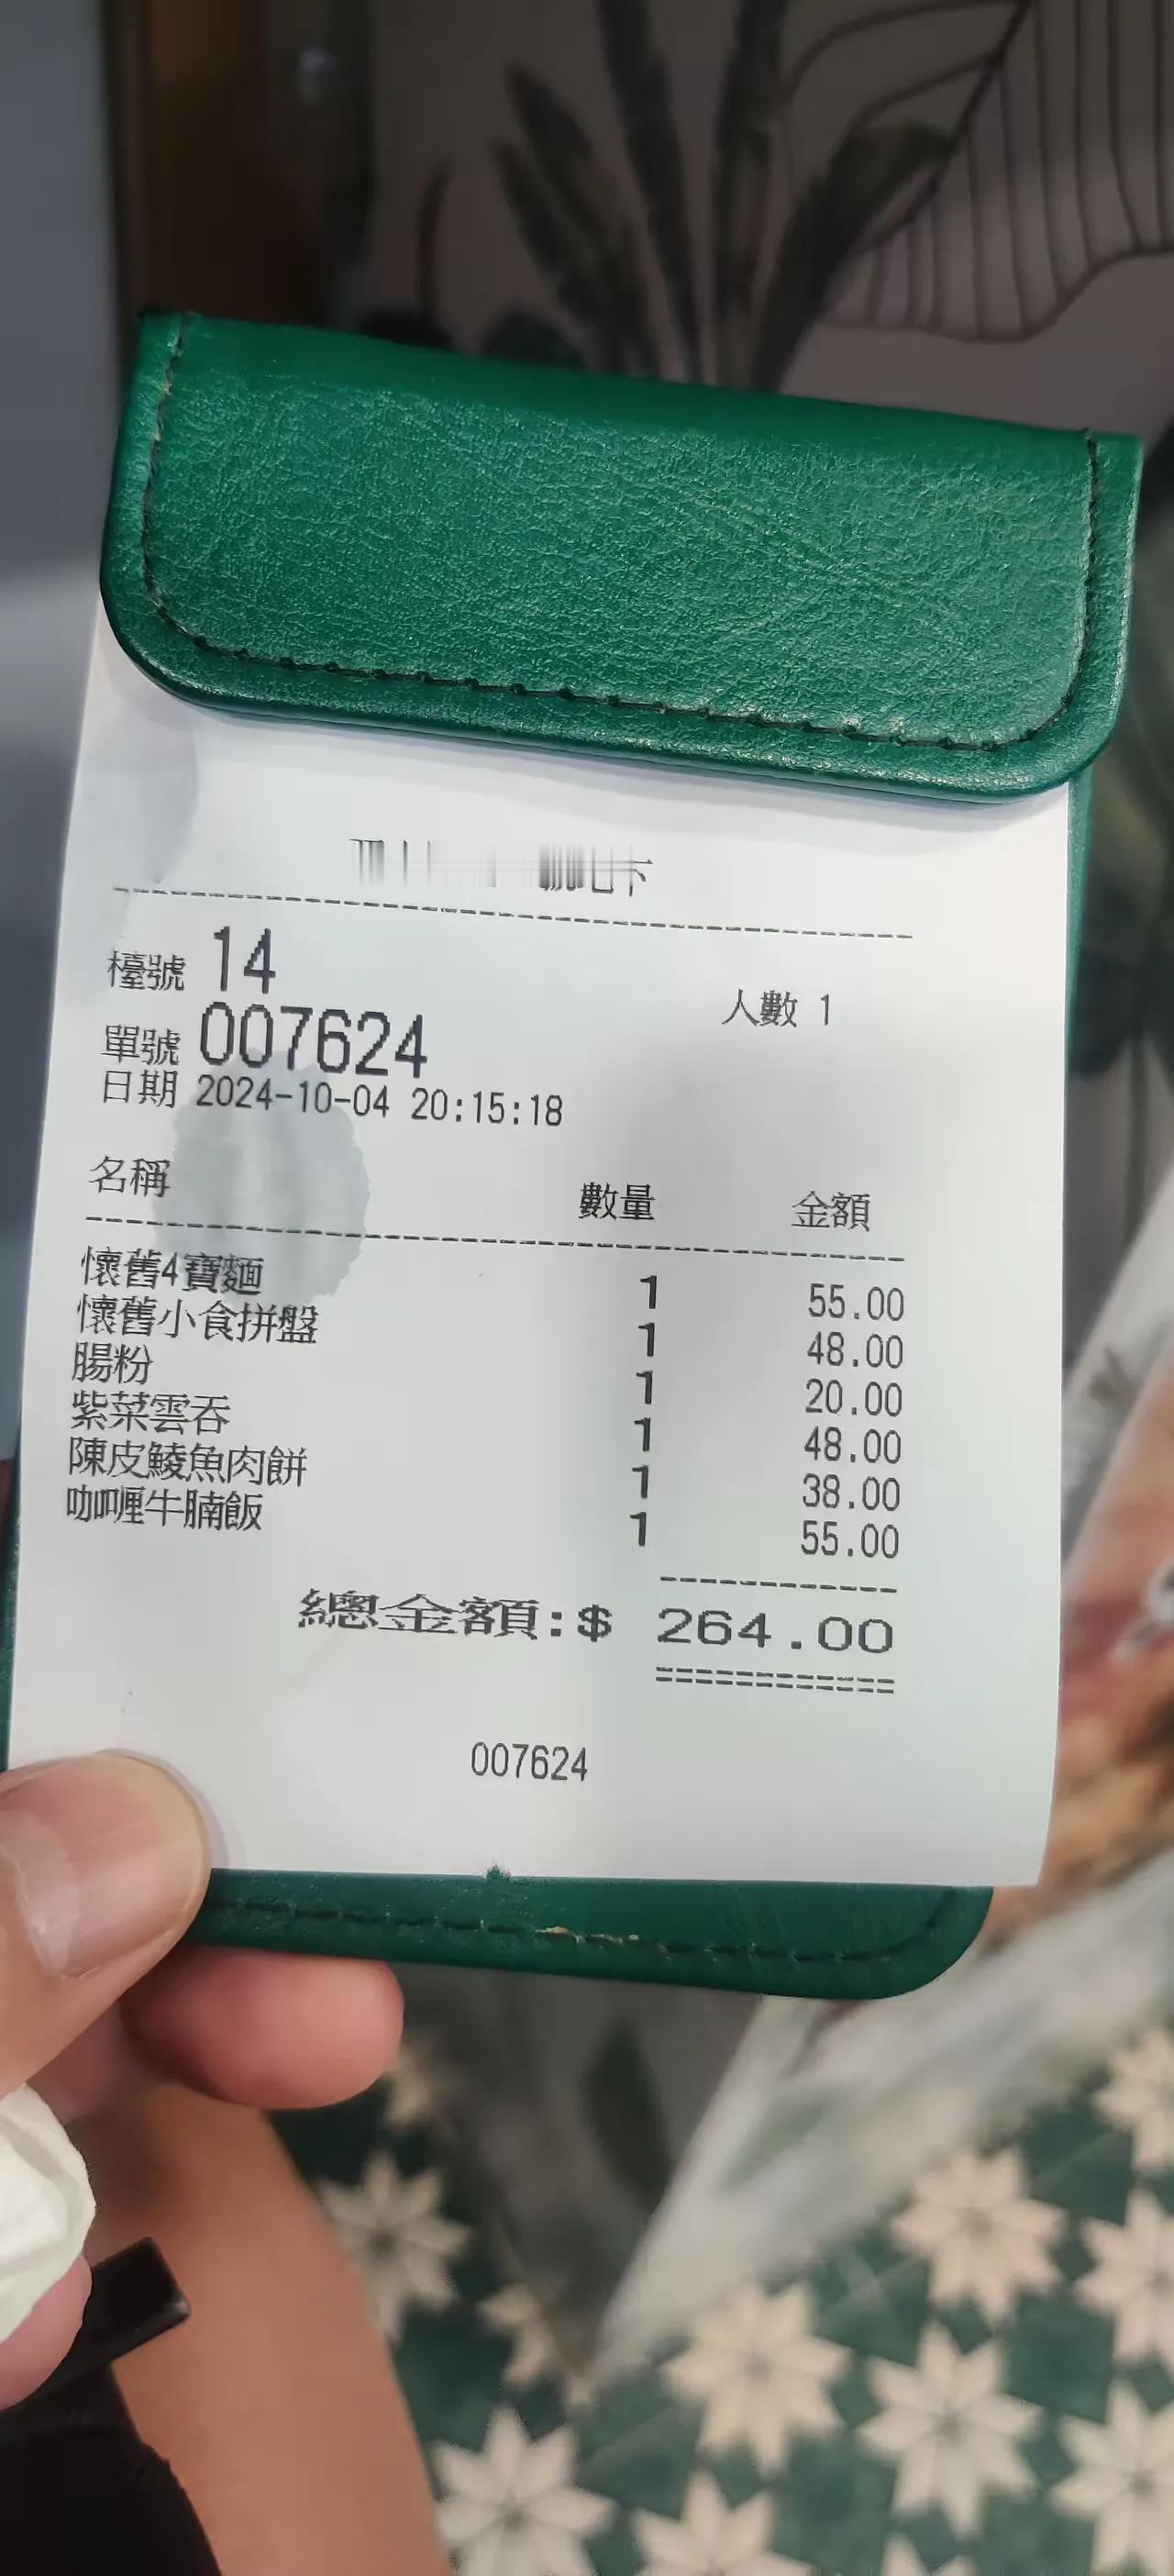 檯號 14 人數 1
單號 007624
日期 2024-10-04 20:15:18
名稱 數量 金額
懷舊4寶麵 1 55.00
懷舊小食拼盤 1 48.00
腸粉 1 20.00
紫菜雲吞 1 48.00
陳皮鯪魚肉餅 1 38.00
咖喱牛腩飯 1 55.00
總金額:$ 264.00
007624